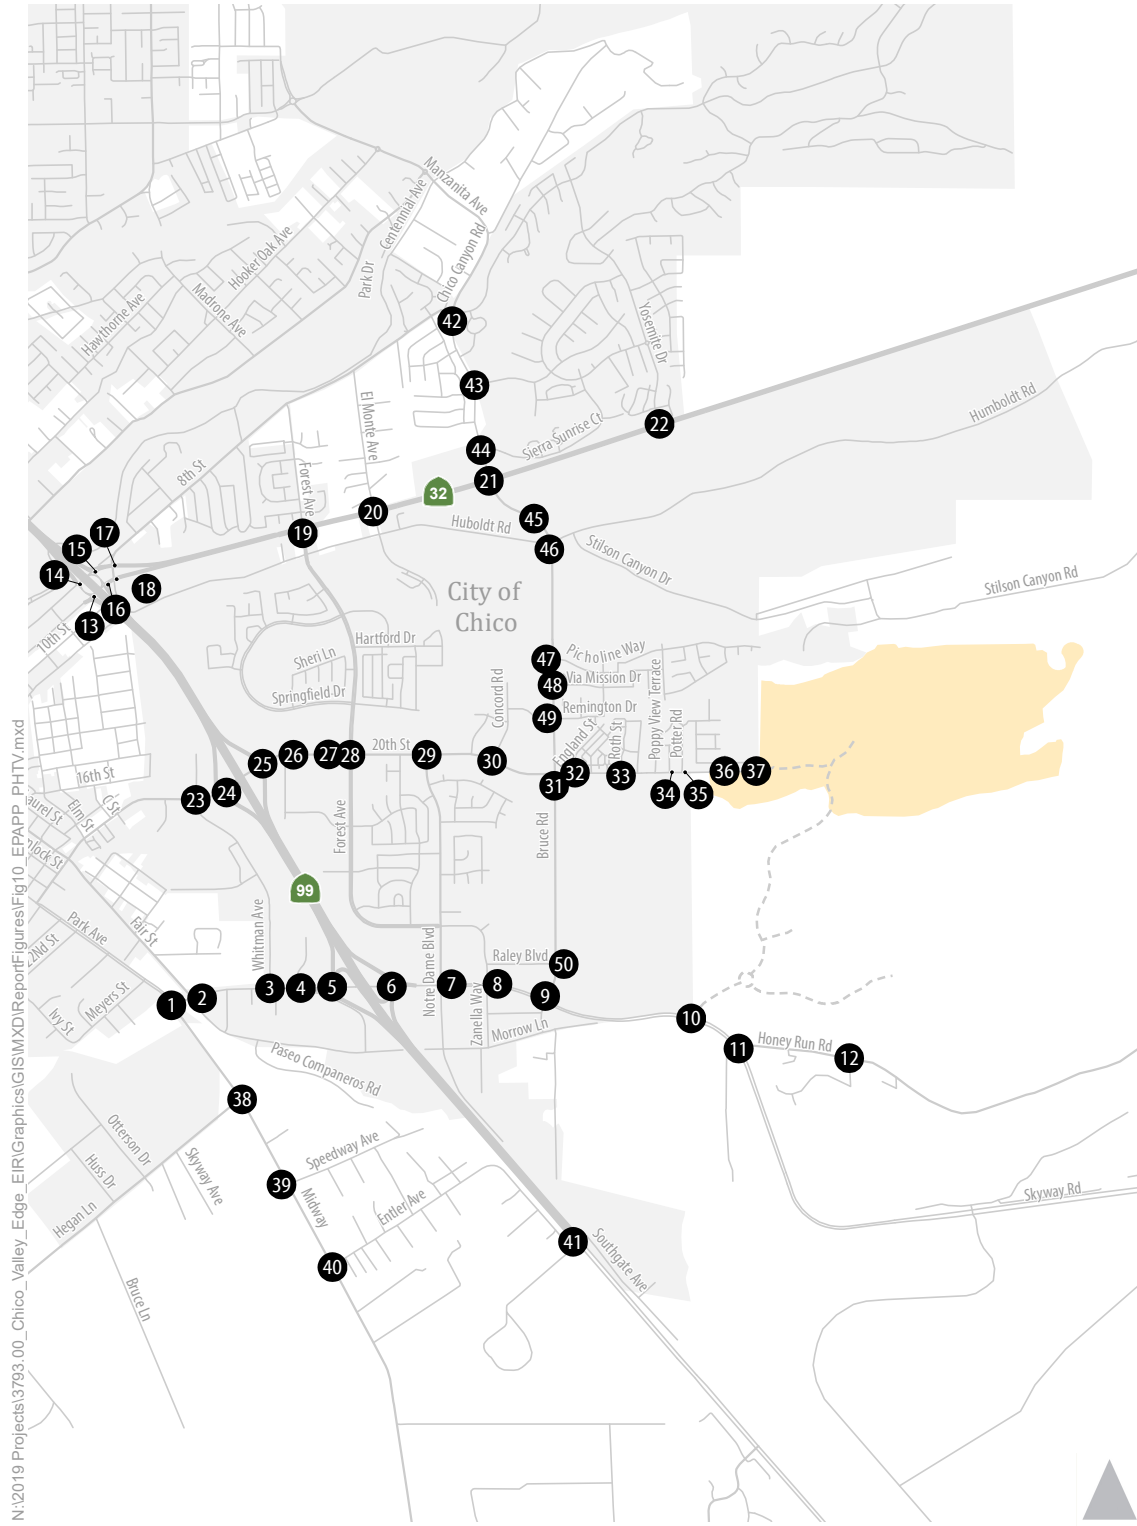 Manzanita Ave
Centennial Ave
Hooker Oak Ave
Chico Canyon Rd
Park Dr
Madrone Ave
Hawthorne Ave
42
Yosemite Dr
43
El Monte Ave
Humboldt Rd
22
Sierra Sunrise Ct
44
8th St
Forest Ave
21
32
20
45
Huboldt Rd
19
17
15
46
Stilson Canyon Dr
14
18
16
13
10th St
City of
Chico
Stilson Canyon Rd
Hartford Dr
Sheri Ln
47
Picholine Way
Via Mission Dr
48
Springfield Dr
Concord Rd
Remington Dr
49
Poppy View Terrace
Potter Rd
England St
Roth St
20th St
25
26
27
28
29
30
31
32
33
34
35
36
37
16th St
23
24
Elm St
C St
aurel St
mlock St
Forest Ave
Bruce Rd
99
Park Ave
Fair St
22Nd St
Whitman Ave
Notre Dame Blvd
Raley Blvd
50
Meyers St
Ivy St
1
2
3
4
5
6
7
8
9
Zanella Way
Morrow Ln
10
11
Honey Run Rd
12
Paseo Companeros Rd
38
Otterson Dr
Huss Dr
Skyway Ave
Speedway Ave
39
Midway
Entler Ave
Hegan Ln
Skyway Rd
41
Southgate Ave
40
Bruce Ln
N:\2019 Projects\3793.00_Chico_Valley_Edge_EIR\Graphics\GIS\MXD\ReportFigures\Fig10_EPAPP_PHTV.mxd